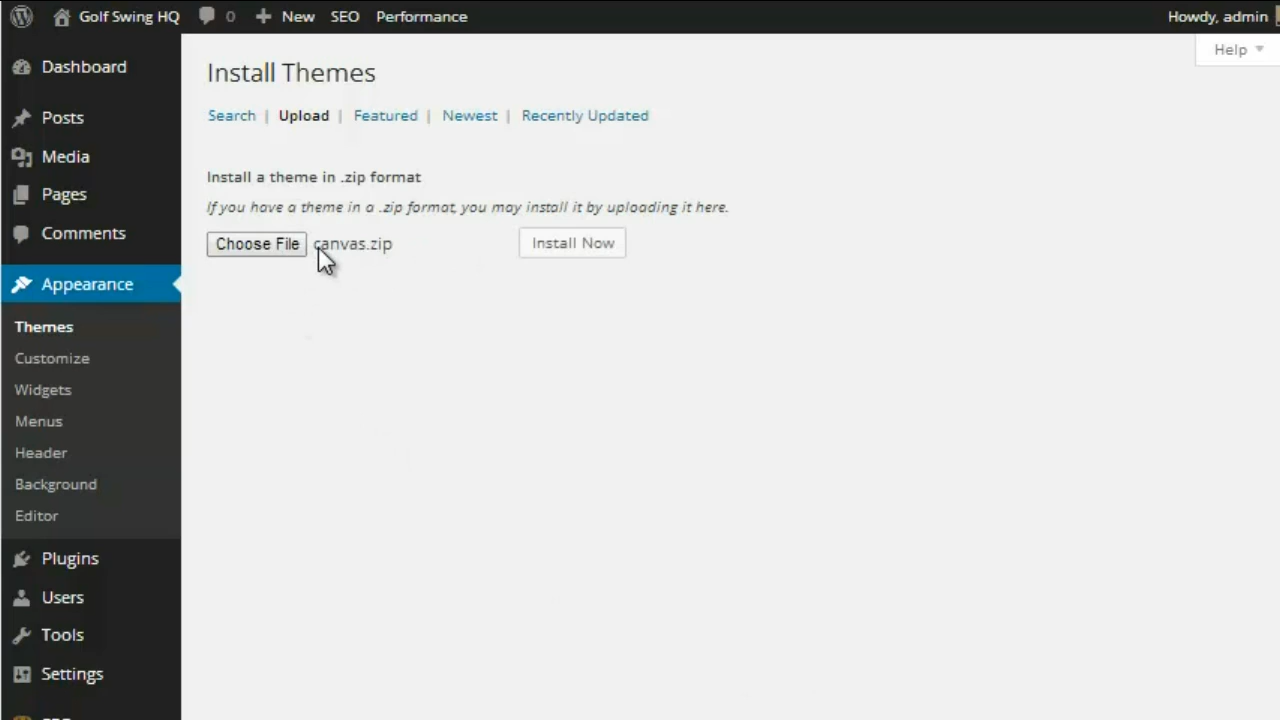 Golf Swing HQ 0 New SEO Performance Howdy, admin
Help
Dashboard
Posts
Media
Pages
Comments
Appearance
Themes
Customize
Widgets
Menus
Header
Background
Editor
Plugins
Users
Tools
Settings
Install Themes
Search | Upload | Featured | Newest | Recently Updated
Install a theme in .zip format
If you have a theme in a .zip format, you may install it by uploading it here.
Choose File canvas.zip Install Now